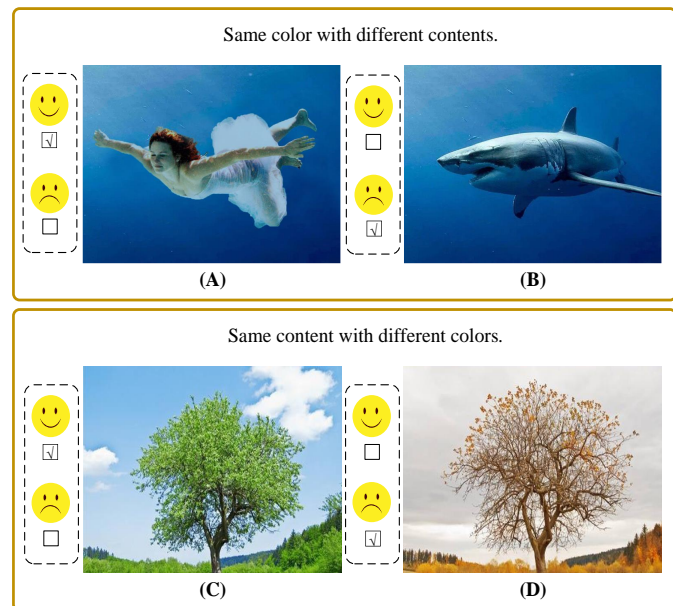 Same color with different contents.
√
√
(A)
(B)
Same content with different colors.
√
√
(C)
(D)